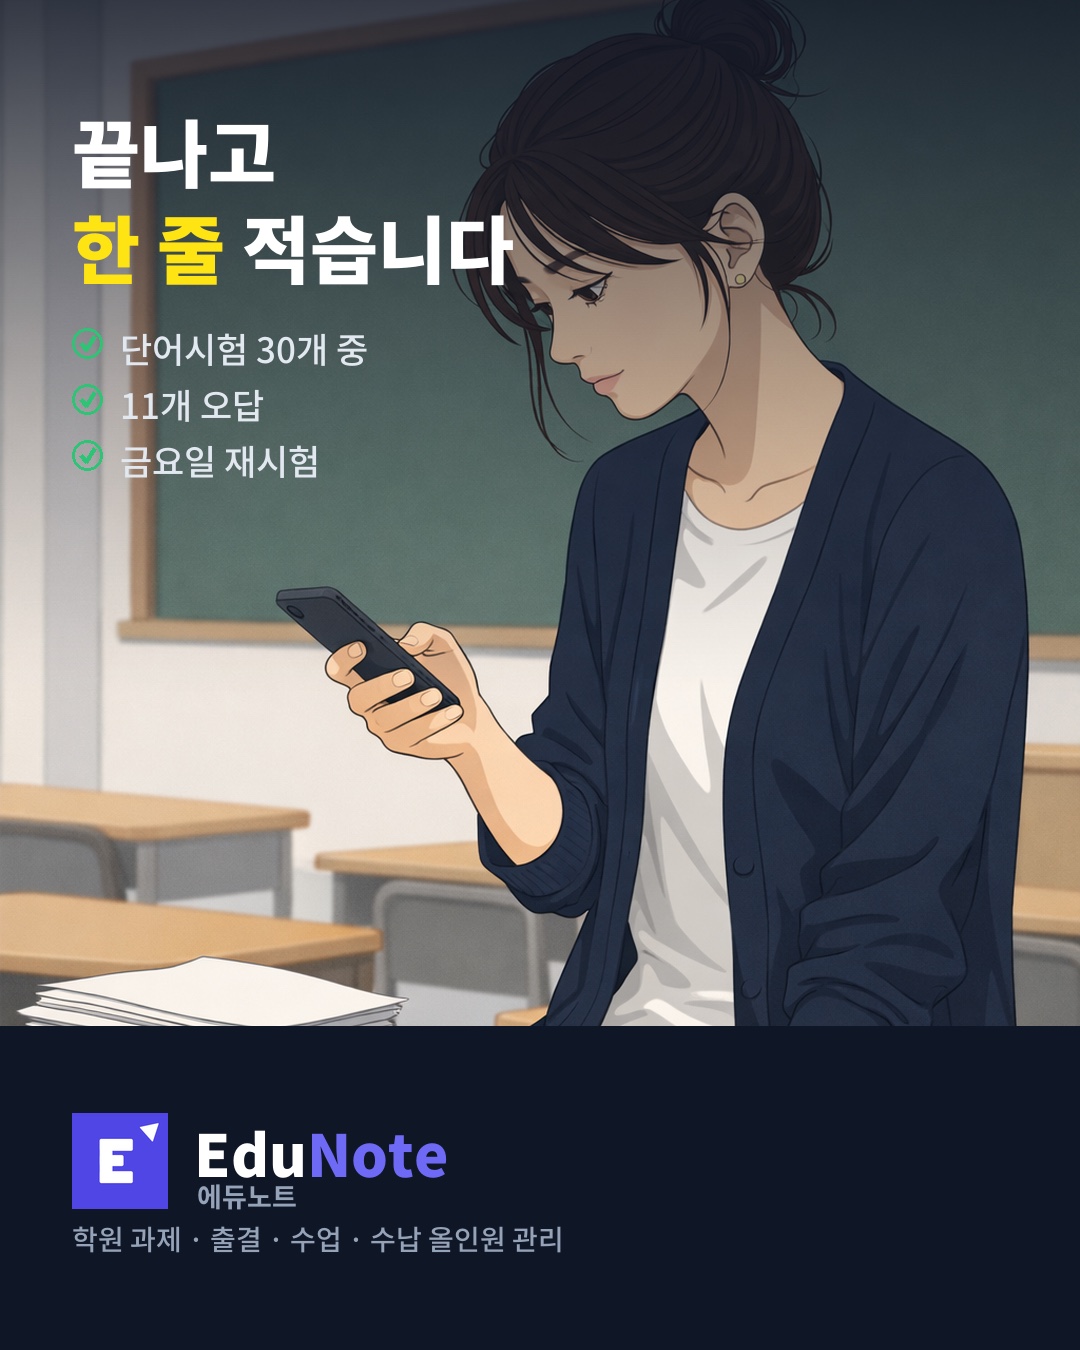 끝나고
한 줄 적습니다
단어시험 30개 중
11개 오답
금요일 재시험
E
EduNote
에듀노트
학원 과제 · 출결 · 수업 · 수납 올인원 관리